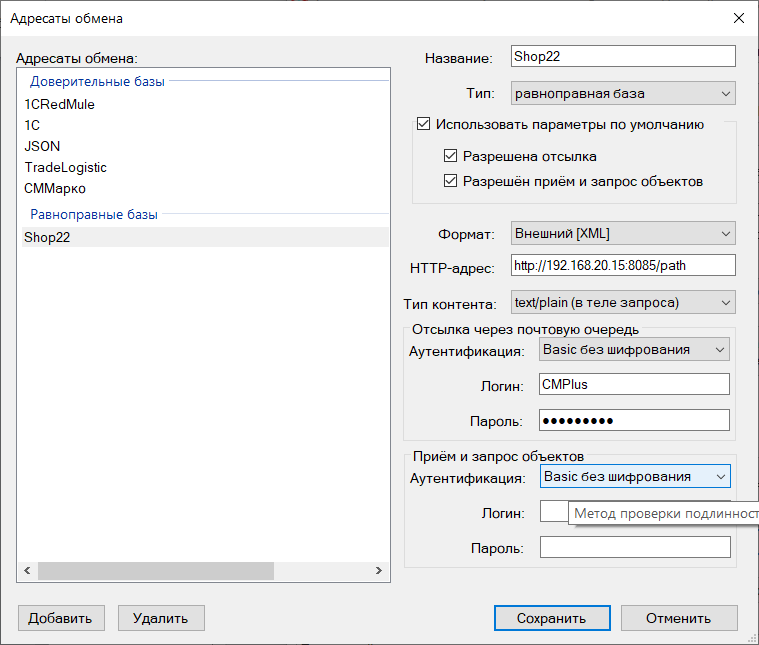 Адресаты обмена
Адресаты обмена:
Доверительные базы
1CRedMule
1C
JSON
TradeLogistic
СММарко
Равноправные базы
Shop22
Название: Shop22
Тип: равноправная база
Использовать параметры по умолчанию
Разрешена отсылка
Разрешён приём и запрос объектов
Формат: Внешний [XML]
HTTP-адрес: http://192.168.20.15:8085/path
Тип контента: text/plain (в теле запроса)
Отсылка через почтовую очередь
Аутентификация: Basic без шифрования
Логин: CMPlus
Пароль: ●●●●●●●●●
Приём и запрос объектов
Аутентификация: Basic без шифрования
Логин:
Метод проверки подлинност
Пароль:
Добавить Удалить Сохранить Отменить